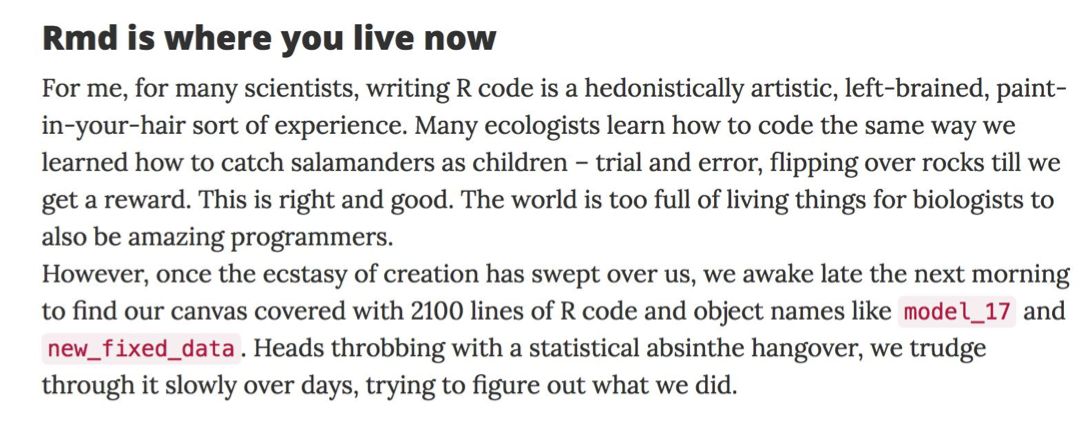 Rmd is where you live now
For me, for many scientists, writing R code is a hedonistically artistic, left-brained, paint-
in-your-hair sort of experience. Many ecologists learn how to code the same way we
learned how to catch salamanders as children – trial and error, flipping over rocks till we
get a reward. This is right and good. The world is too full of living things for biologists to
also be amazing programmers.
However, once the ecstasy of creation has swept over us, we awake late the next morning
to find our canvas covered with 2100 lines of R code and object names like model_17 and
new_fixed_data. Heads throbbing with a statistical absinthe hangover, we trudge
through it slowly over days, trying to figure out what we did.